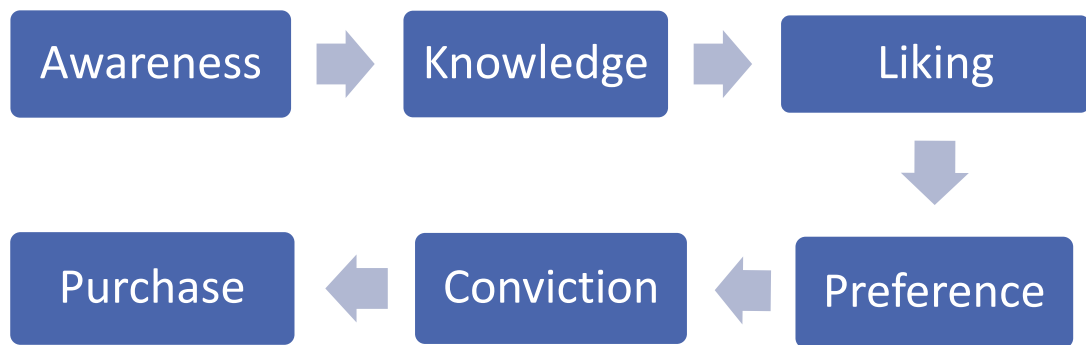 Awareness
Knowledge
Liking
Preference
Conviction
Purchase